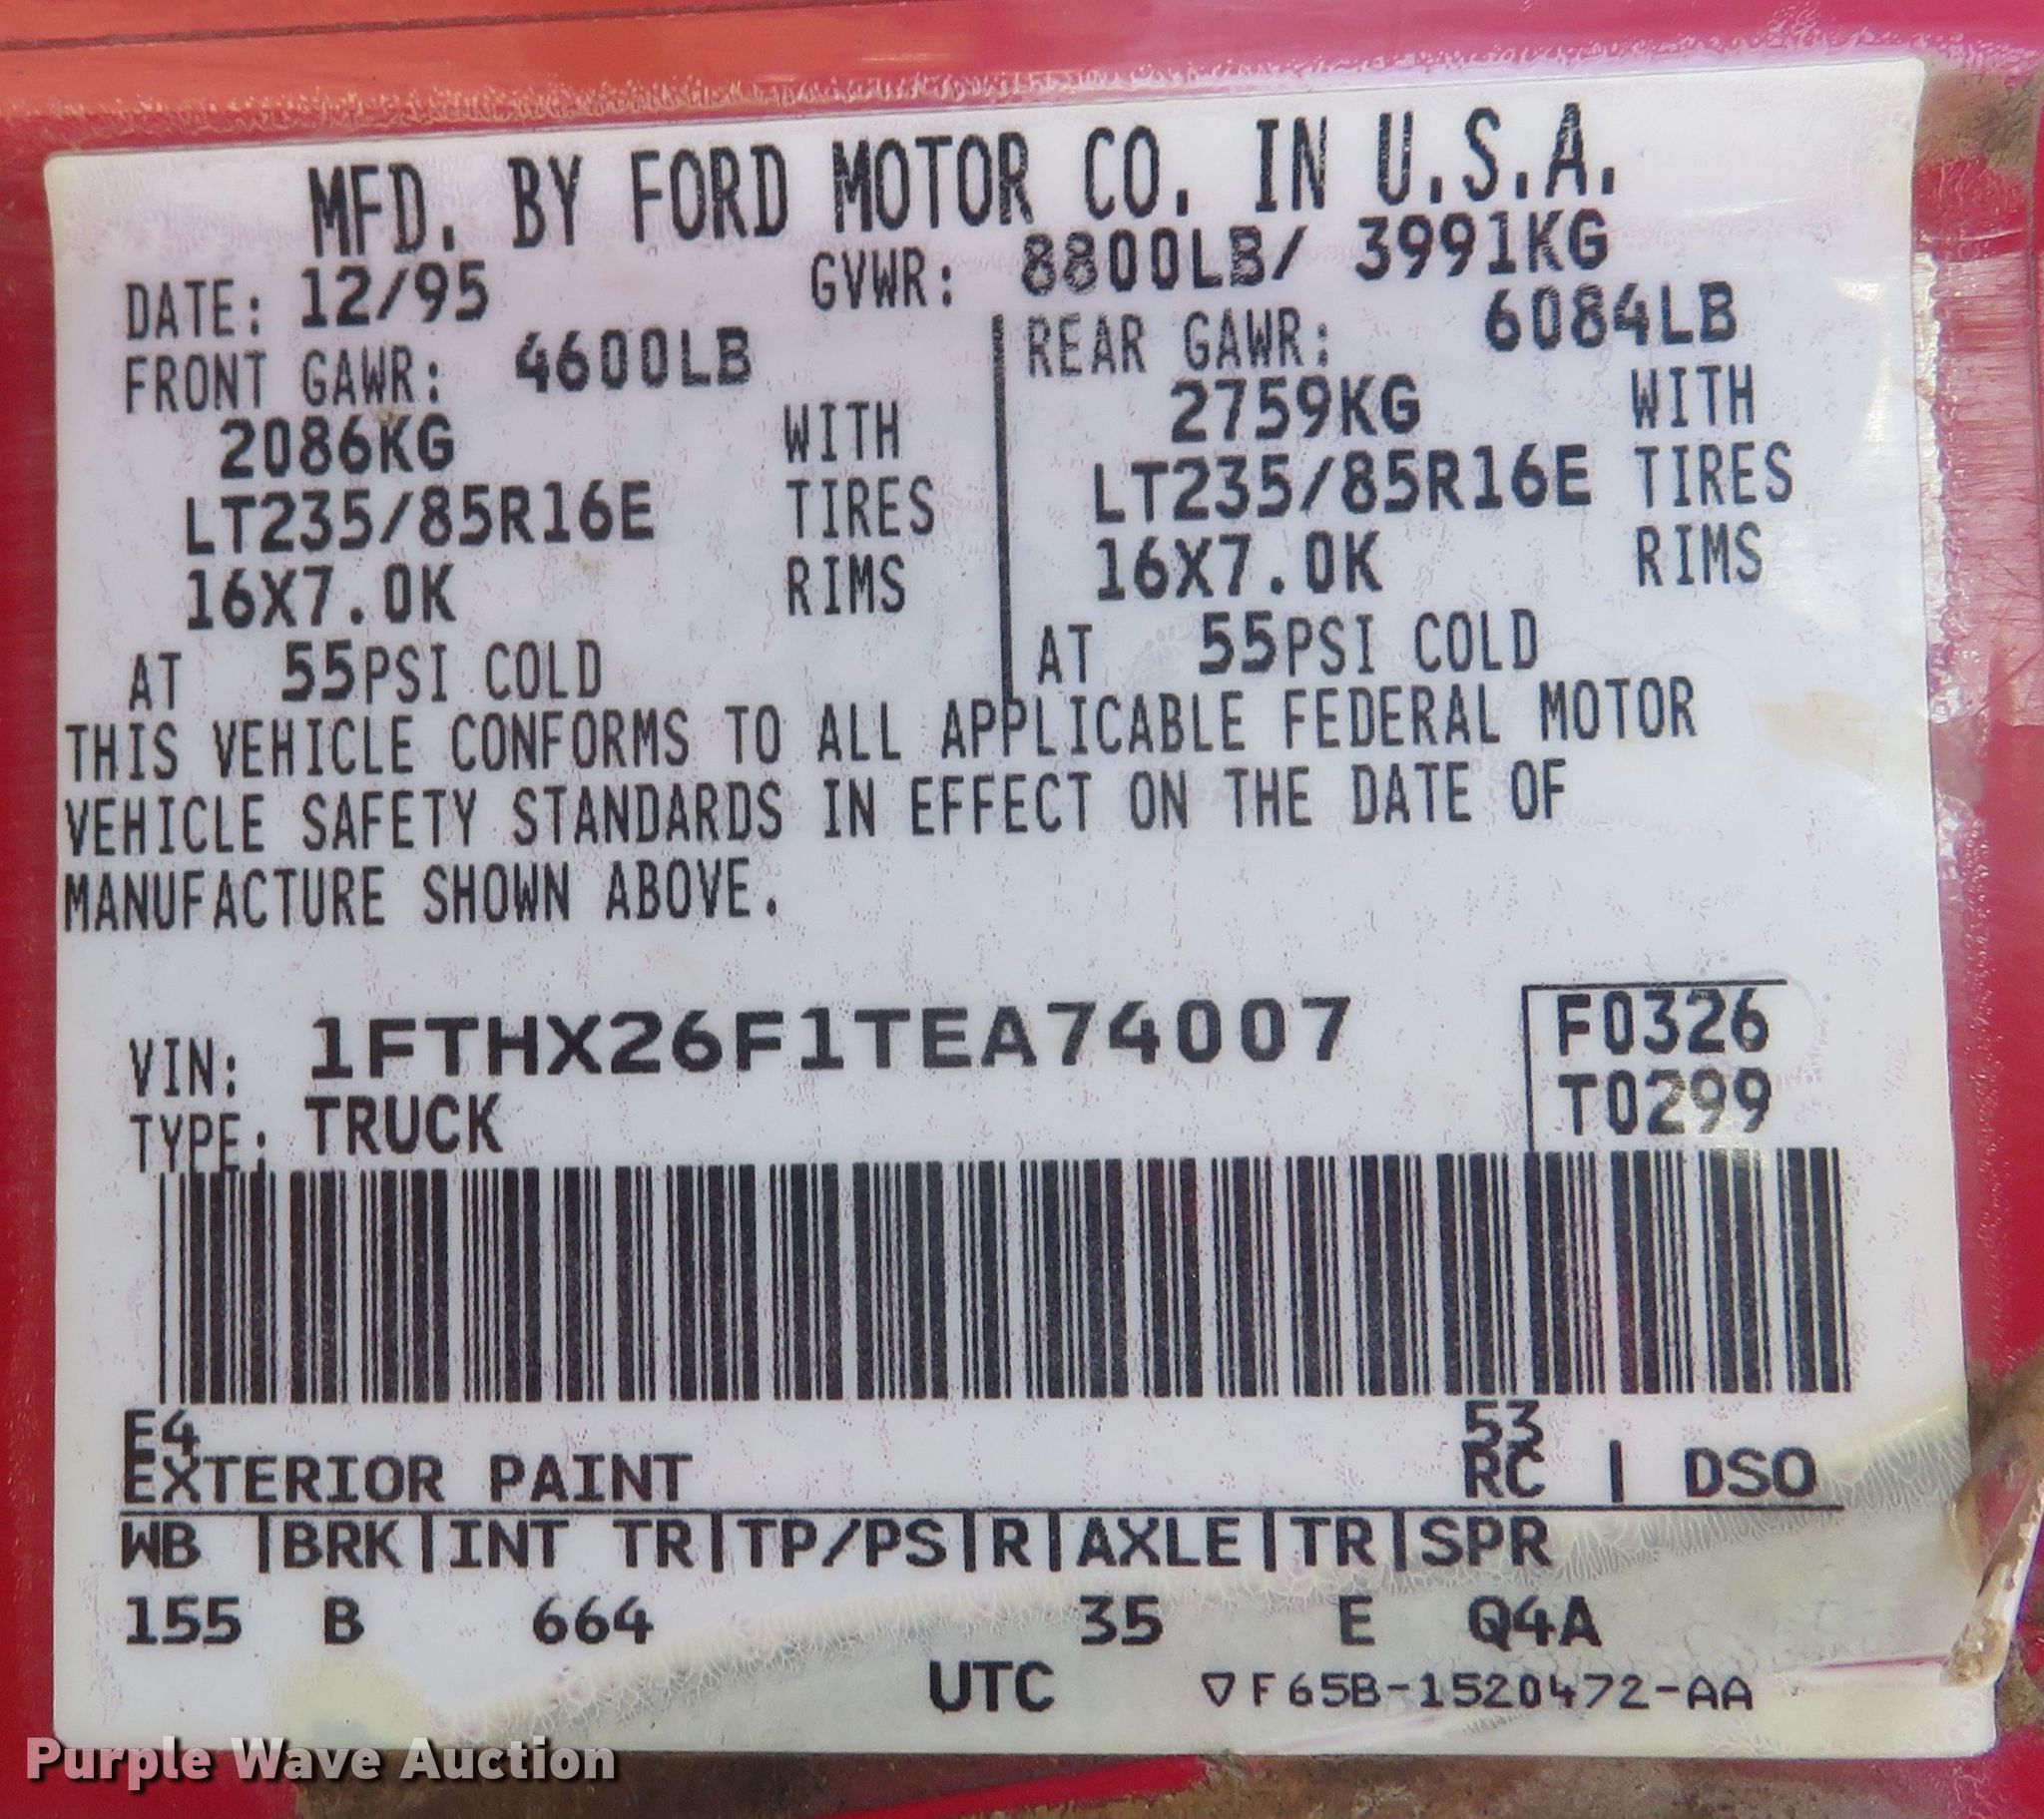 MFD. BY FORD MOTOR CO. IN U.S.A.
DATE: 12/95 GVWR: 8800LB/ 3991KG
FRONT GAWR: 4600LB
2086KG WITH
LT235/85R16E TIRES
16X7.0K RIMS
AT 55PSI COLD
REAR GAWR: 6084LB
2759KG WITH
LT235/85R16E TIRES
16X7.0K RIMS
AT 55PSI COLD
THIS VEHICLE CONFORMS TO ALL APPLICABLE FEDERAL MOTOR
VEHICLE SAFETY STANDARDS IN EFFECT ON THE DATE OF
MANUFACTURE SHOWN ABOVE.
VIN: 1FTHX26F1TEA74007
TYPE: TRUCK
F0326
T0299
E4 53
EXTERIOR PAINT RC | DSO
WB |BRK|INT TR|TP/PS|R|AXLE|TR|SPR
155 B 664 35 E Q4A
UTC ▽F65B-1520472-AA
Purple Wave Auction